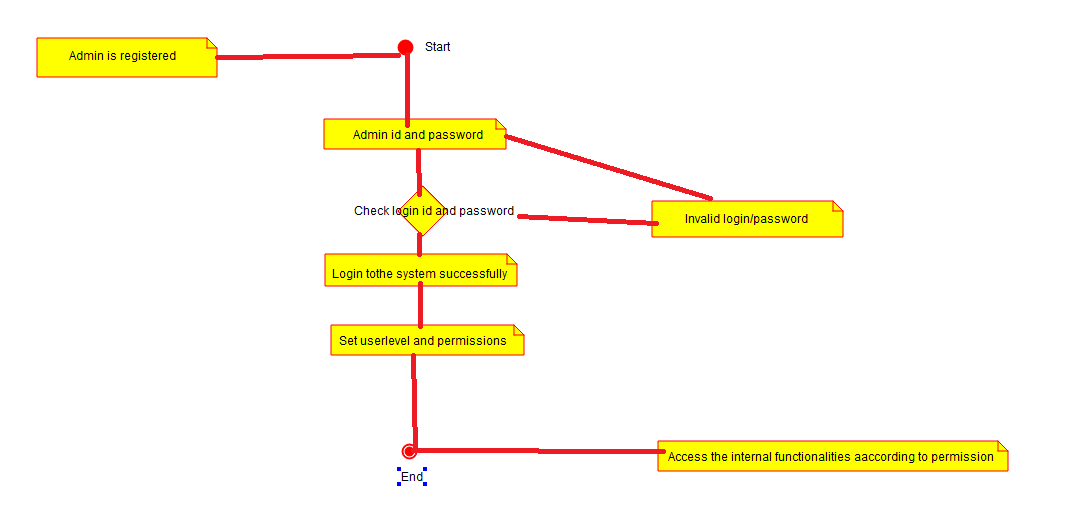 Start
Admin is registered
Admin id and password
Check login id and password
Invalid login/password
Login tothe system successfully
Set userlevel and permissions
Access the internal functionalities aaccording to permission
End